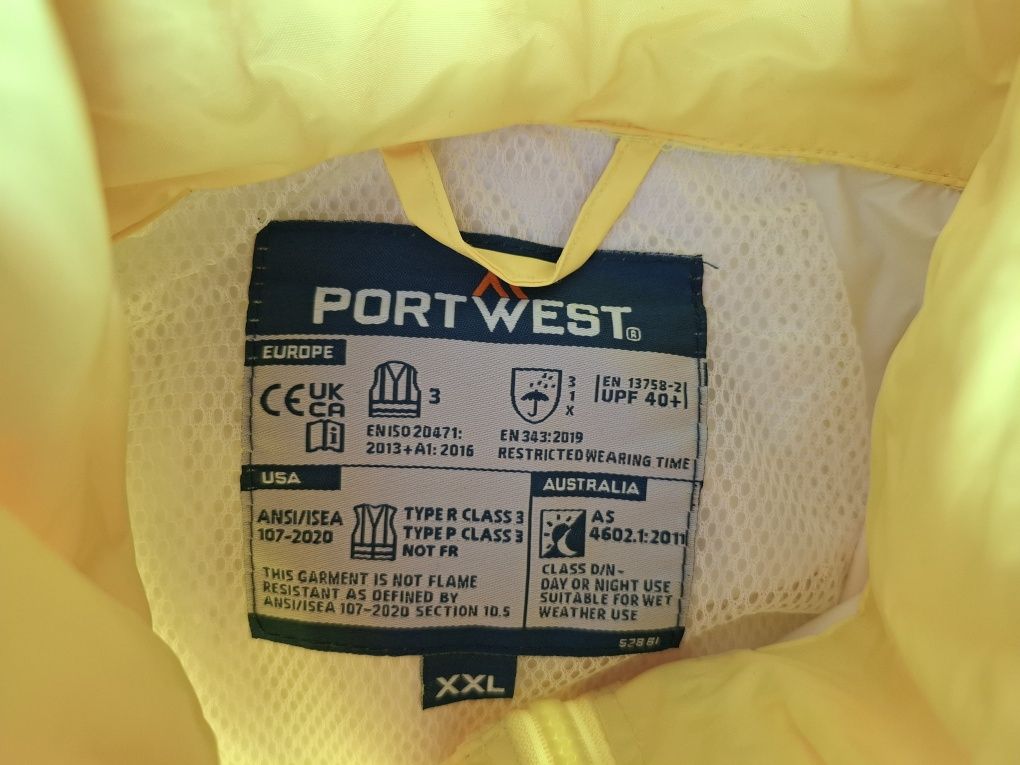 PORTWEST®
EUROPE
CE UK CA
3
EN ISO 20471:
2013+A1: 2016
3
1
X
EN 343:2019
RESTRICTED WEARING TIME
EN 13758-2
UPF 40+
USA
ANSI/ISEA
107-2020
TYPE R CLASS 3
TYPE P CLASS 3
NOT FR
THIS GARMENT IS NOT FLAME
RESISTANT AS DEFINED BY
ANSI/ISEA 107-2020 SECTION 10.5
AUSTRALIA
AS
4602.1:2011
CLASS D/N-
DAY OR NIGHT USE
SUITABLE FOR WET
WEATHER USE
XXL